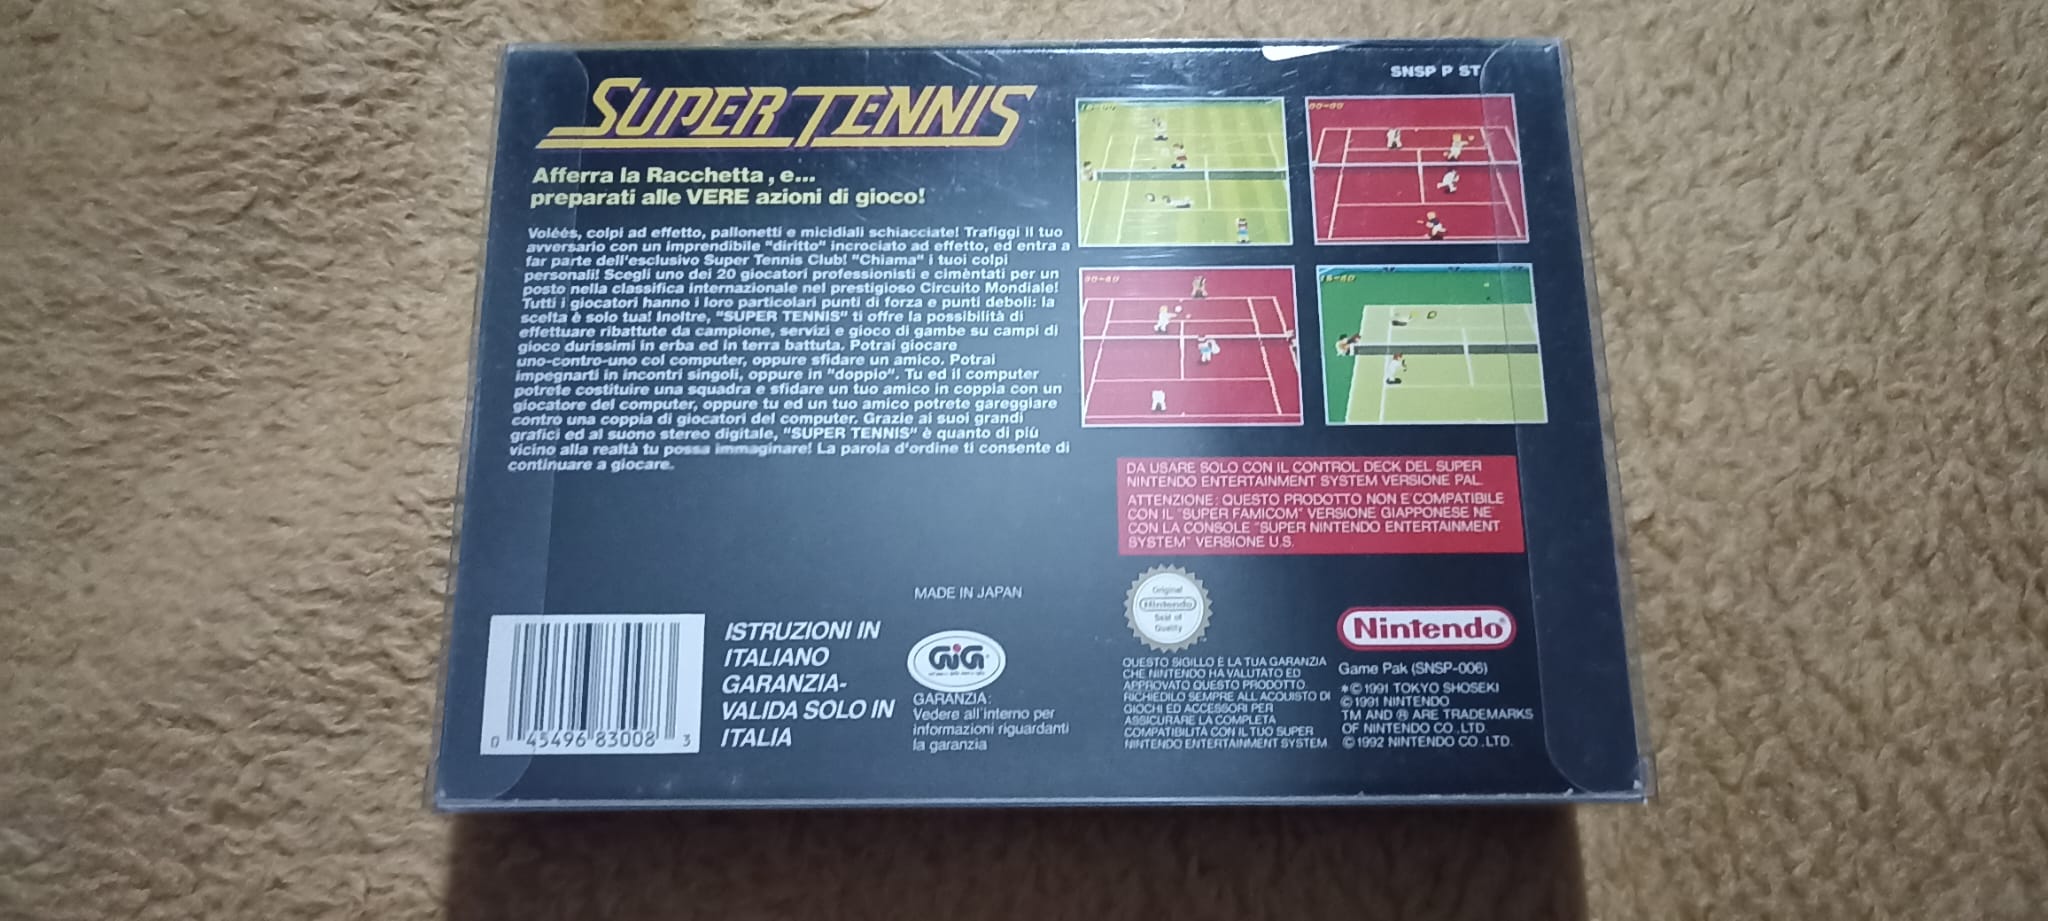 SUPER TENNIS
SNSP P ST
Afferra la Racchetta, e...
preparati alle VERE azioni di gioco!
Voléés, colpi ad effetto, pallonetti e micidiali schiacciate! Trafiggi il tuo
avversario con un imprendibile "diritto" incrociato ad effetto, ed entra a
far parte dell'esclusivo Super Tennis Club! "Chiama" i tuoi colpi
personali! Scegli uno dei 20 giocatori professionisti e cimèntati per un
posto nella classifica internazionale nel prestigioso Circuito Mondiale!
Tutti i giocatori hanno i loro particolari punti di forza e punti deboli: la
scelta è solo tua! Inoltre, "SUPER TENNIS" ti offre la possibilità di
effettuare ribattute da campione, servizi e gioco di gambe su campi di
gioco durissimi in erba ed in terra battuta. Potrai giocare
uno-contro-uno col computer, oppure sfidare un amico. Potrai
impegnarti in incontri singoli, oppure in "doppio". Tu ed il computer
potrete costituire una squadra e sfidare un tuo amico in coppia con un
giocatore del computer, oppure tu ed un tuo amico potrete gareggiare
contro una coppia di giocatori del computer. Grazie ai suoi grandi
grafici ed al suono stereo digitale, "SUPER TENNIS" è quanto di più
vicino alla realtà tu possa immaginare! La parola d'ordine ti consente di
continuare a giocare.
DA USARE SOLO CON IL CONTROL DECK DEL SUPER
NINTENDO ENTERTAINMENT SYSTEM VERSIONE PAL.
ATTENZIONE: QUESTO PRODOTTO NON E' COMPATIBILE
CON IL "SUPER FAMICOM" VERSIONE GIAPPONESE NE'
CON LA CONSOLE "SUPER NINTENDO ENTERTAINMENT
SYSTEM" VERSIONE U.S.
MADE IN JAPAN
0 45496 83008 3
ISTRUZIONI IN
ITALIANO
GARANZIA-
VALIDA SOLO IN
ITALIA
GiG
GARANZIA:
Vedere all'interno per
informazioni riguardanti
la garanzia
Original
Nintendo
Seal of
Quality
QUESTO SIGILLO È LA TUA GARANZIA
CHE NINTENDO HA VALUTATO ED
APPROVATO QUESTO PRODOTTO.
RICHIEDILO SEMPRE ALL'ACQUISTO DI
GIOCHI ED ACCESSORI PER
ASSICURARE LA COMPLETA
COMPATIBILITÀ CON IL TUO SUPER
NINTENDO ENTERTAINMENT SYSTEM.
Nintendo®
Game Pak (SNSP-006)
*© 1991 TOKYO SHOSEKI
© 1991 NINTENDO
TM AND ® ARE TRADEMARKS
OF NINTENDO CO.,LTD.
© 1992 NINTENDO CO.,LTD.